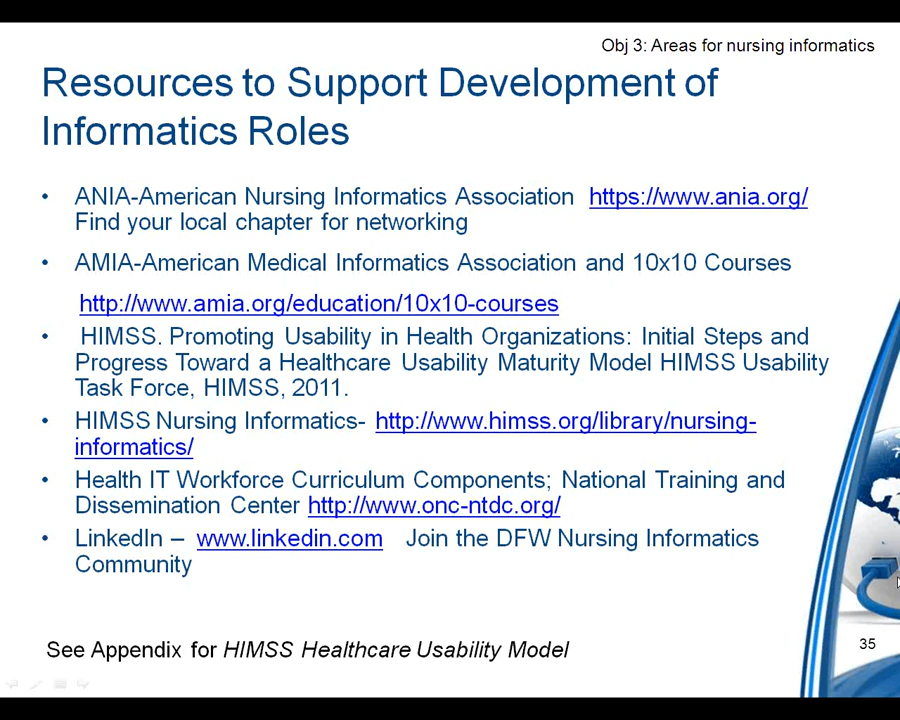 Obj 3: Areas for nursing informatics
Resources to Support Development of
Informatics Roles
• ANIA-American Nursing Informatics Association https://www.ania.org/
Find your local chapter for networking
• AMIA-American Medical Informatics Association and 10x10 Courses
http://www.amia.org/education/10x10-courses
• HIMSS. Promoting Usability in Health Organizations: Initial Steps and
Progress Toward a Healthcare Usability Maturity Model HIMSS Usability
Task Force, HIMSS, 2011.
• HIMSS Nursing Informatics- http://www.himss.org/library/nursing-
informatics/
• Health IT Workforce Curriculum Components; National Training and
Dissemination Center http://www.onc-ntdc.org/
• LinkedIn – www.linkedin.com Join the DFW Nursing Informatics
Community
See Appendix for HIMSS Healthcare Usability Model
35